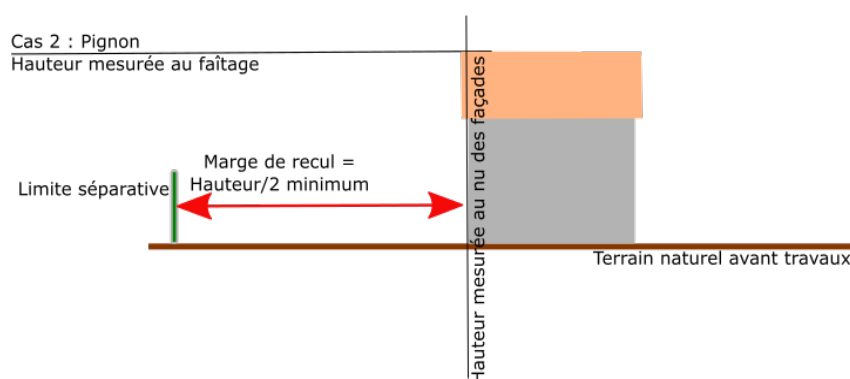 Cas 2 : Pignon
Hauteur mesurée au faîtage
Hauteur mesurée au nu des façades
Marge de recul =
Hauteur/2 minimum
Limite séparative
Terrain naturel avant travaux